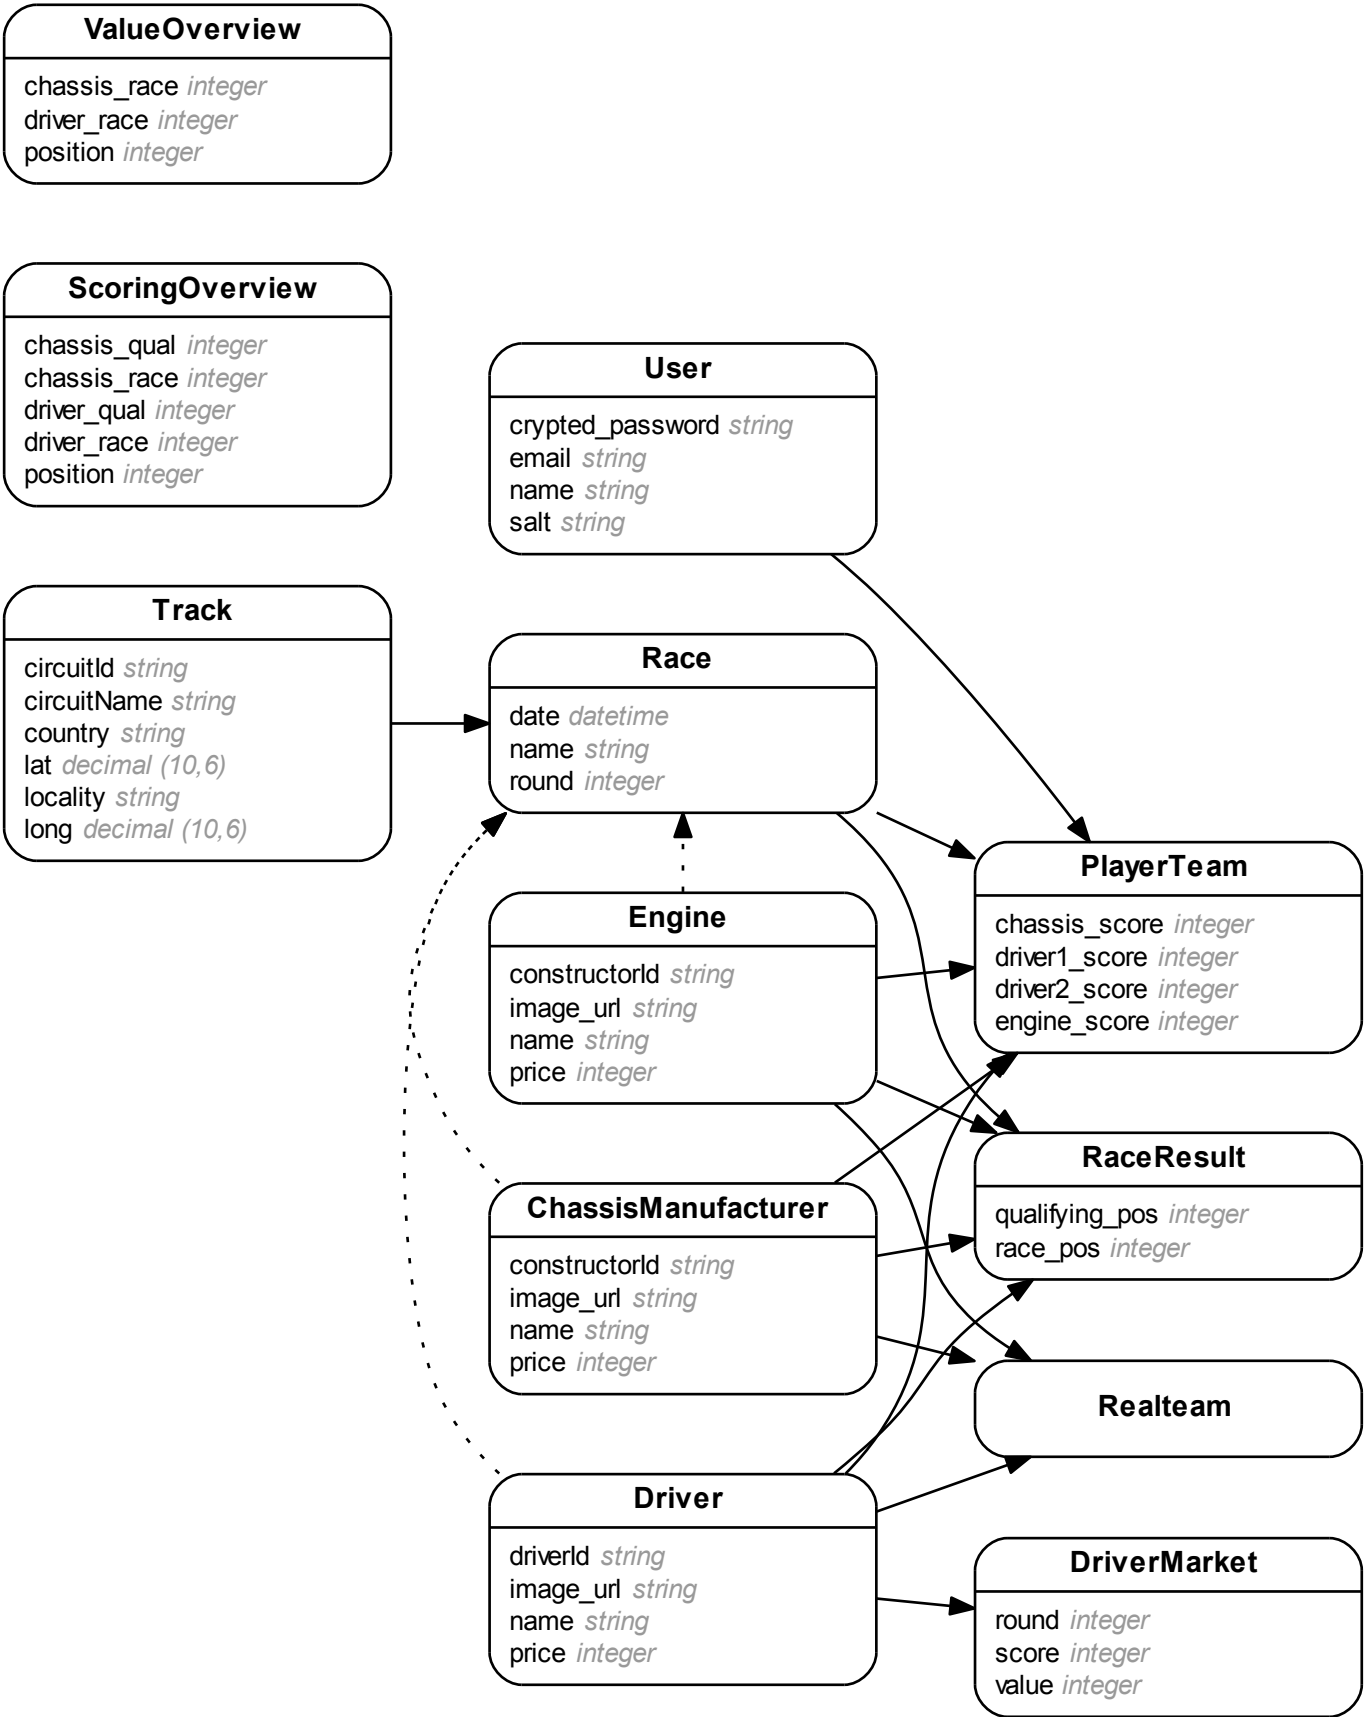 ValueOverview
chassis_race integer
driver_race integer
position integer
ScoringOverview
chassis_qual integer
chassis_race integer
driver_qual integer
driver_race integer
position integer
Track
circuitId string
circuitName string
country string
lat decimal (10,6)
locality string
long decimal (10,6)
User
crypted_password string
email string
name string
salt string
Race
date datetime
name string
round integer
Engine
constructorId string
image_url string
name string
price integer
ChassisManufacturer
constructorId string
image_url string
name string
price integer
Driver
driverId string
image_url string
name string
price integer
PlayerTeam
chassis_score integer
driver1_score integer
driver2_score integer
engine_score integer
RaceResult
qualifying_pos integer
race_pos integer
Realteam
DriverMarket
round integer
score integer
value integer